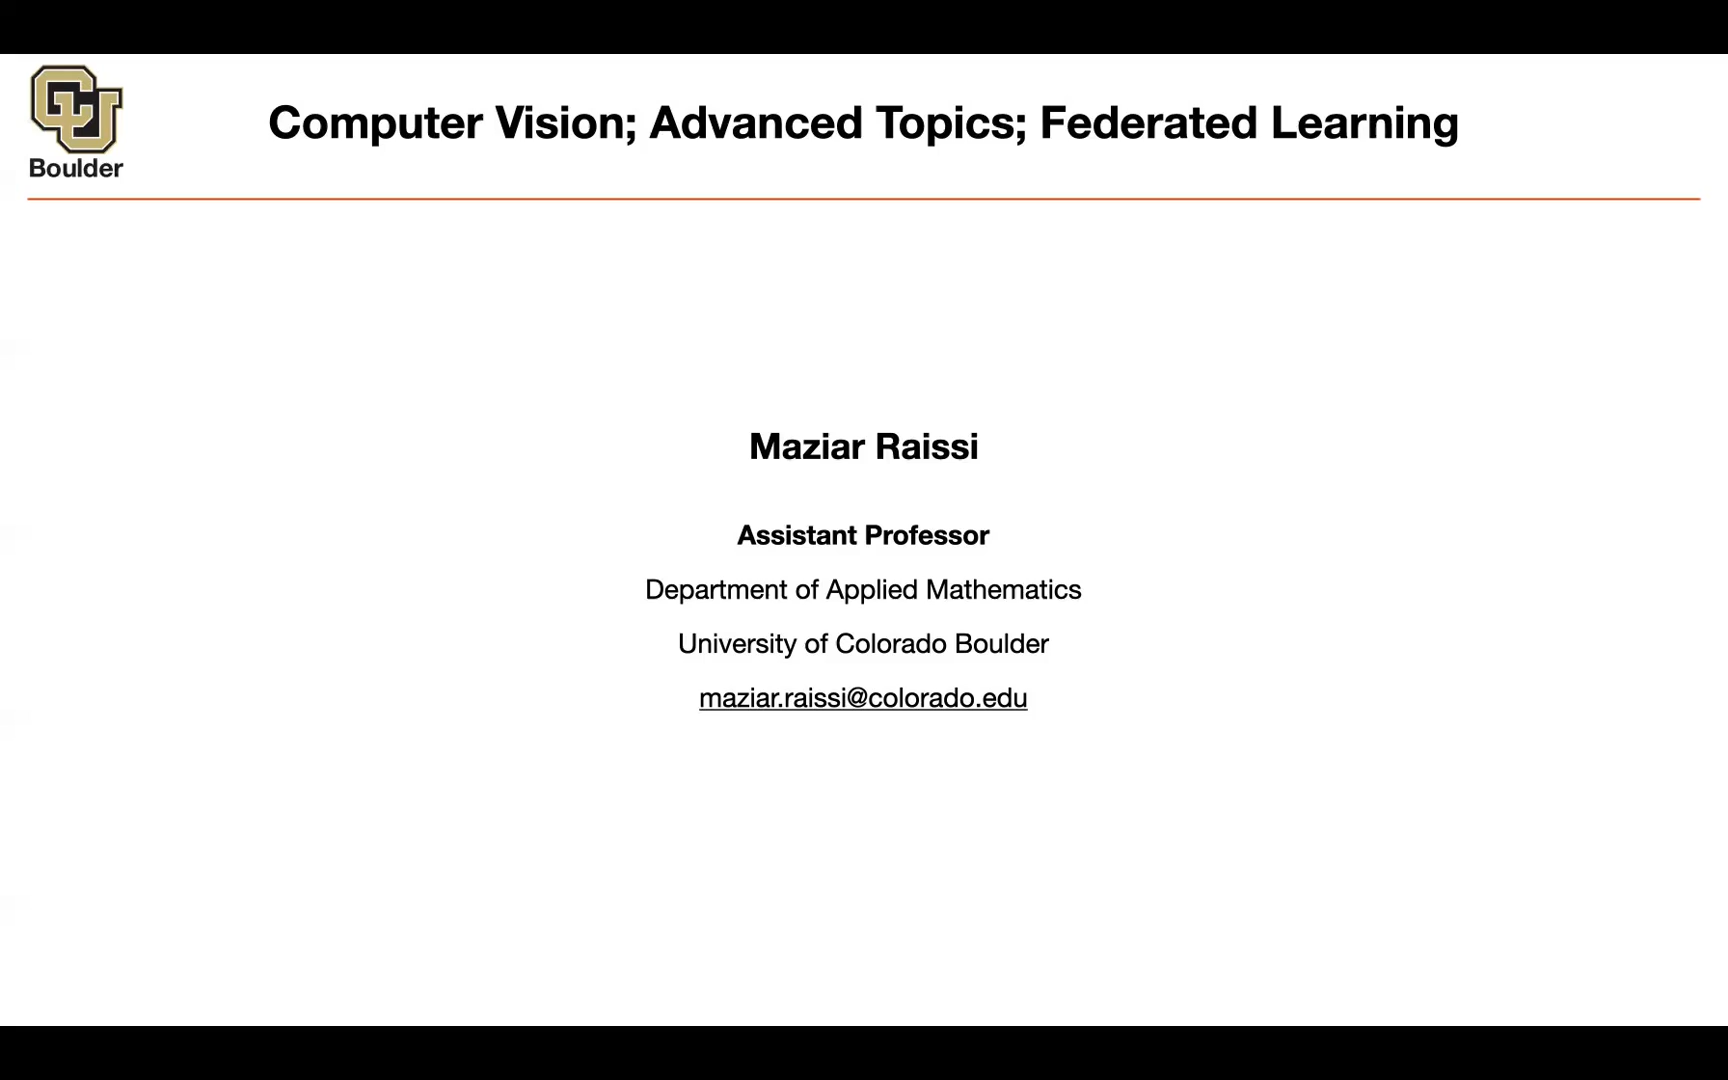 CU
Boulder
Computer Vision; Advanced Topics; Federated Learning
Maziar Raissi
Assistant Professor
Department of Applied Mathematics
University of Colorado Boulder
maziar.raissi@colorado.edu